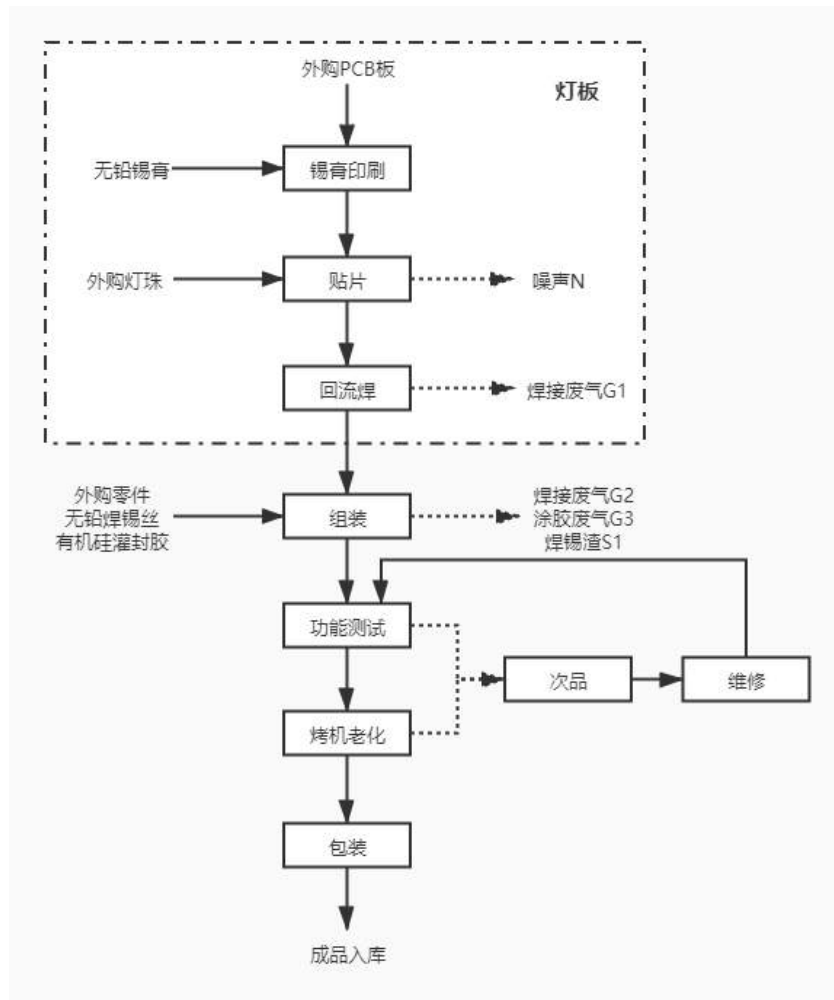 外购PCB板
灯板
无铅锡膏
锡膏印刷
外购灯珠
贴片
噪声N
回流焊
焊接废气G1
外购零件
无铅焊锡丝
有机硅灌封胶
组装
焊接废气G2
涂胶废气G3
焊锡渣S1
功能测试
次品
维修
烤机老化
包装
成品入库